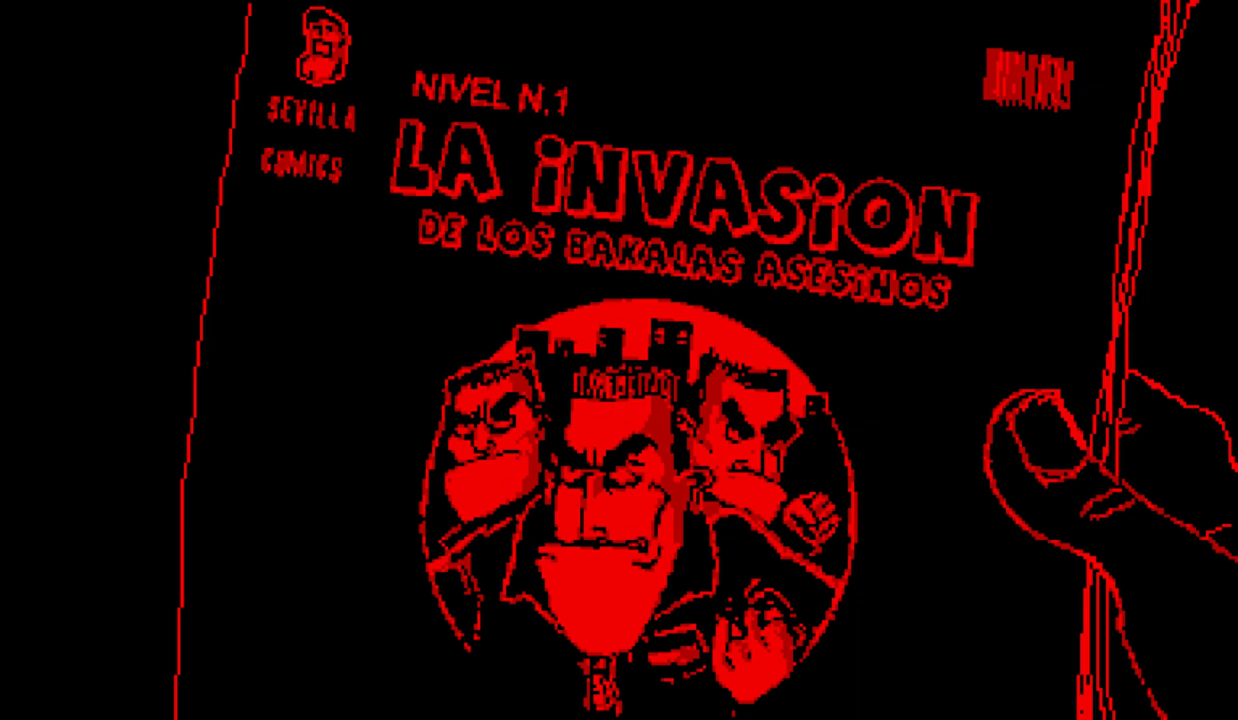 SEVILLA
COMICS
NIVEL N.1
LA iNVASiON
DE LOS BAKALAS ASESiNOS